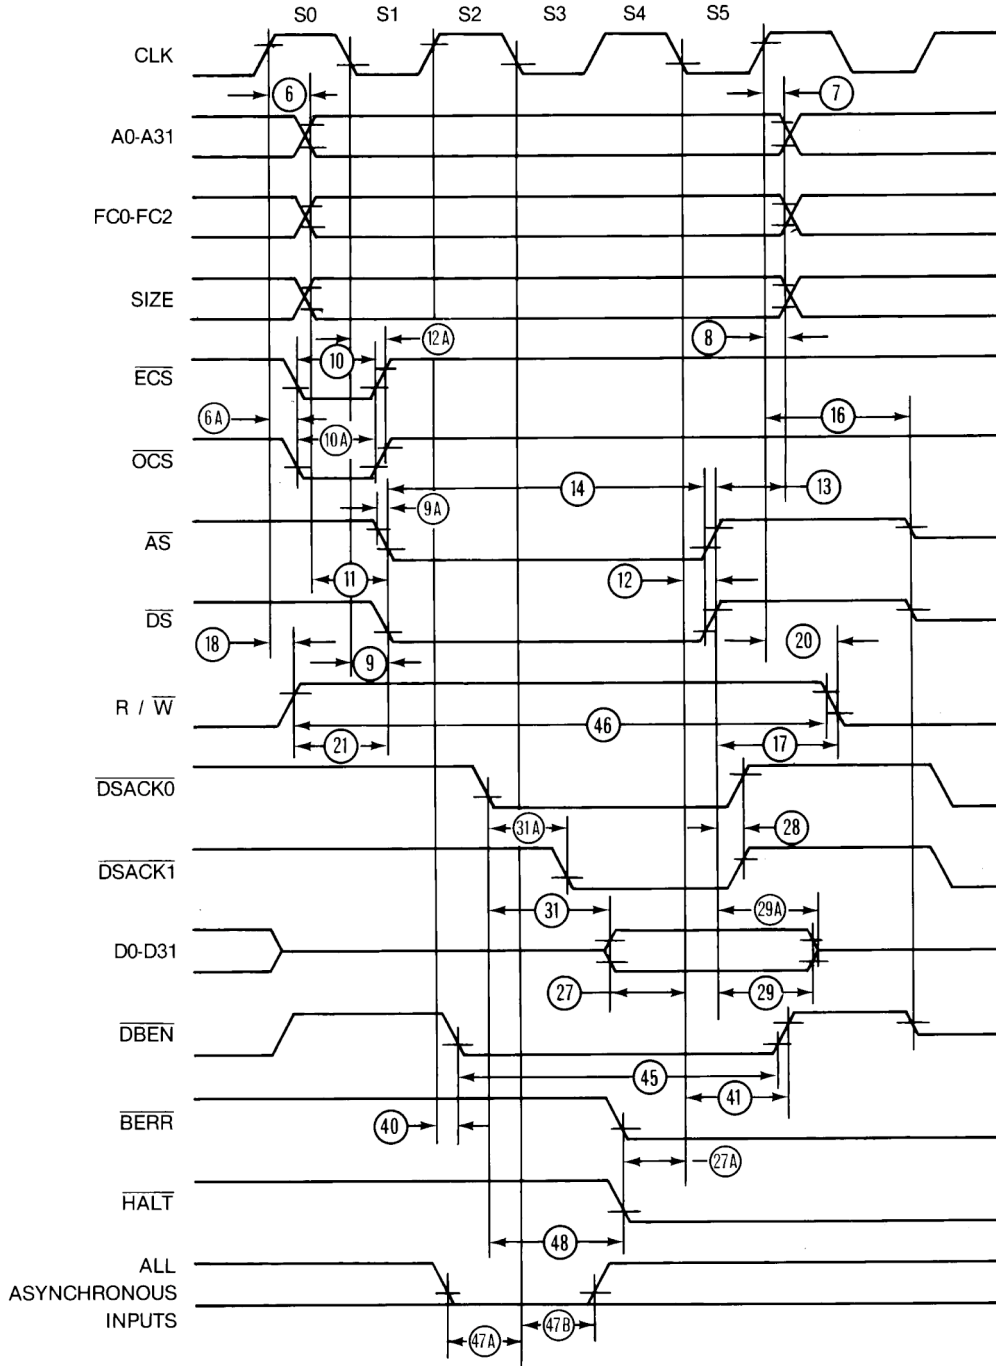 S0 S1 S2 S3 S4 S5
CLK
6 7
A0-A31
FC0-FC2
SIZE
12A 8
10
ECS
6A 16
10A
OCS
14 13
9A
AS
11 12
DS
18 20
9
R / W
46
21 17
DSACK0
31A 28
DSACK1
31 29A
D0-D31
27 29
DBEN
45
41
BERR
40
27A
HALT
48
ALL
ASYNCHRONOUS
INPUTS
47A 47B